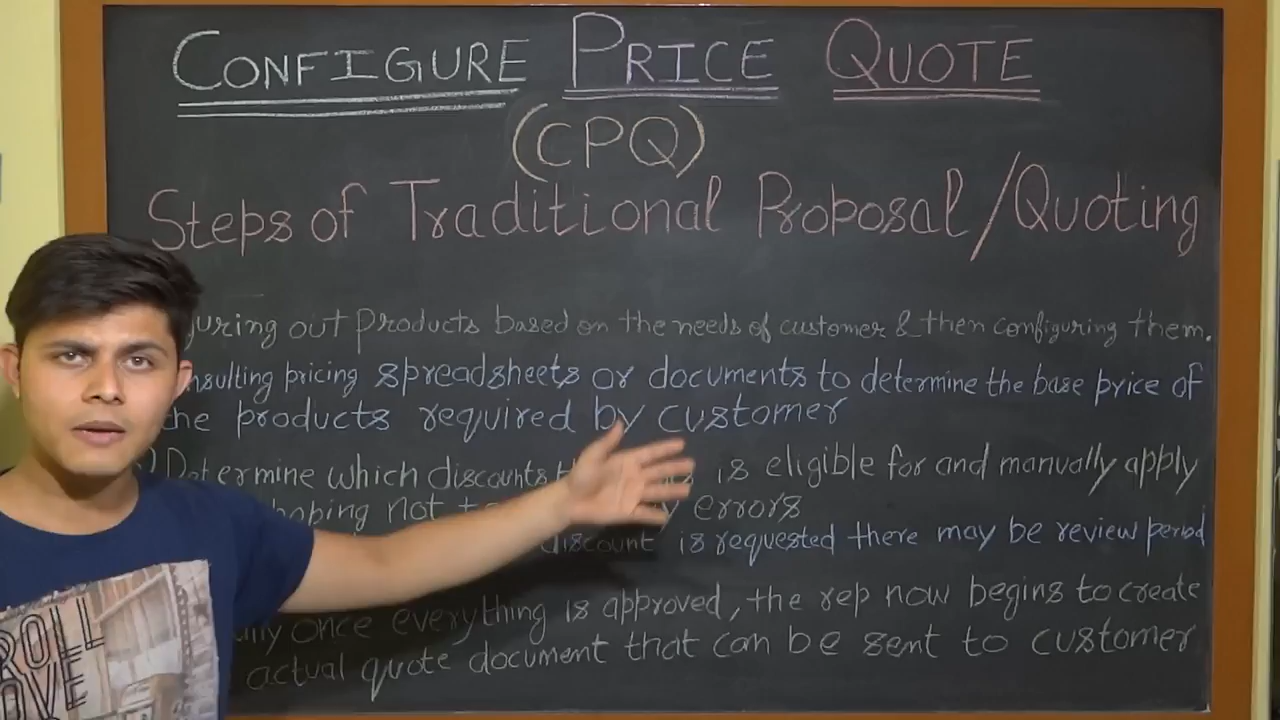 CONFIGURE PRICE QUOTE
(CPQ)
Steps of Traditional Proposal/Quoting
uring out Products based on the needs of customer & then configuring them.
nsulting pricing spreadsheets or documents to determine the base price of
he products required by customer
) Determine which discounts is eligible for and manually apply
hoping not errors
discount is requested there may be review period
once everything is approved, the rep now begins to create
actual quote document that can be sent to customer
ROLL
OVE